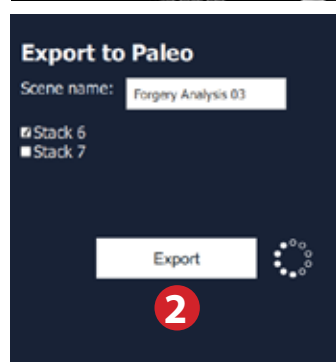 Export to Paleo
Scene name: Forgery Analysis 03
Stack 6
Stack 7
Export
2